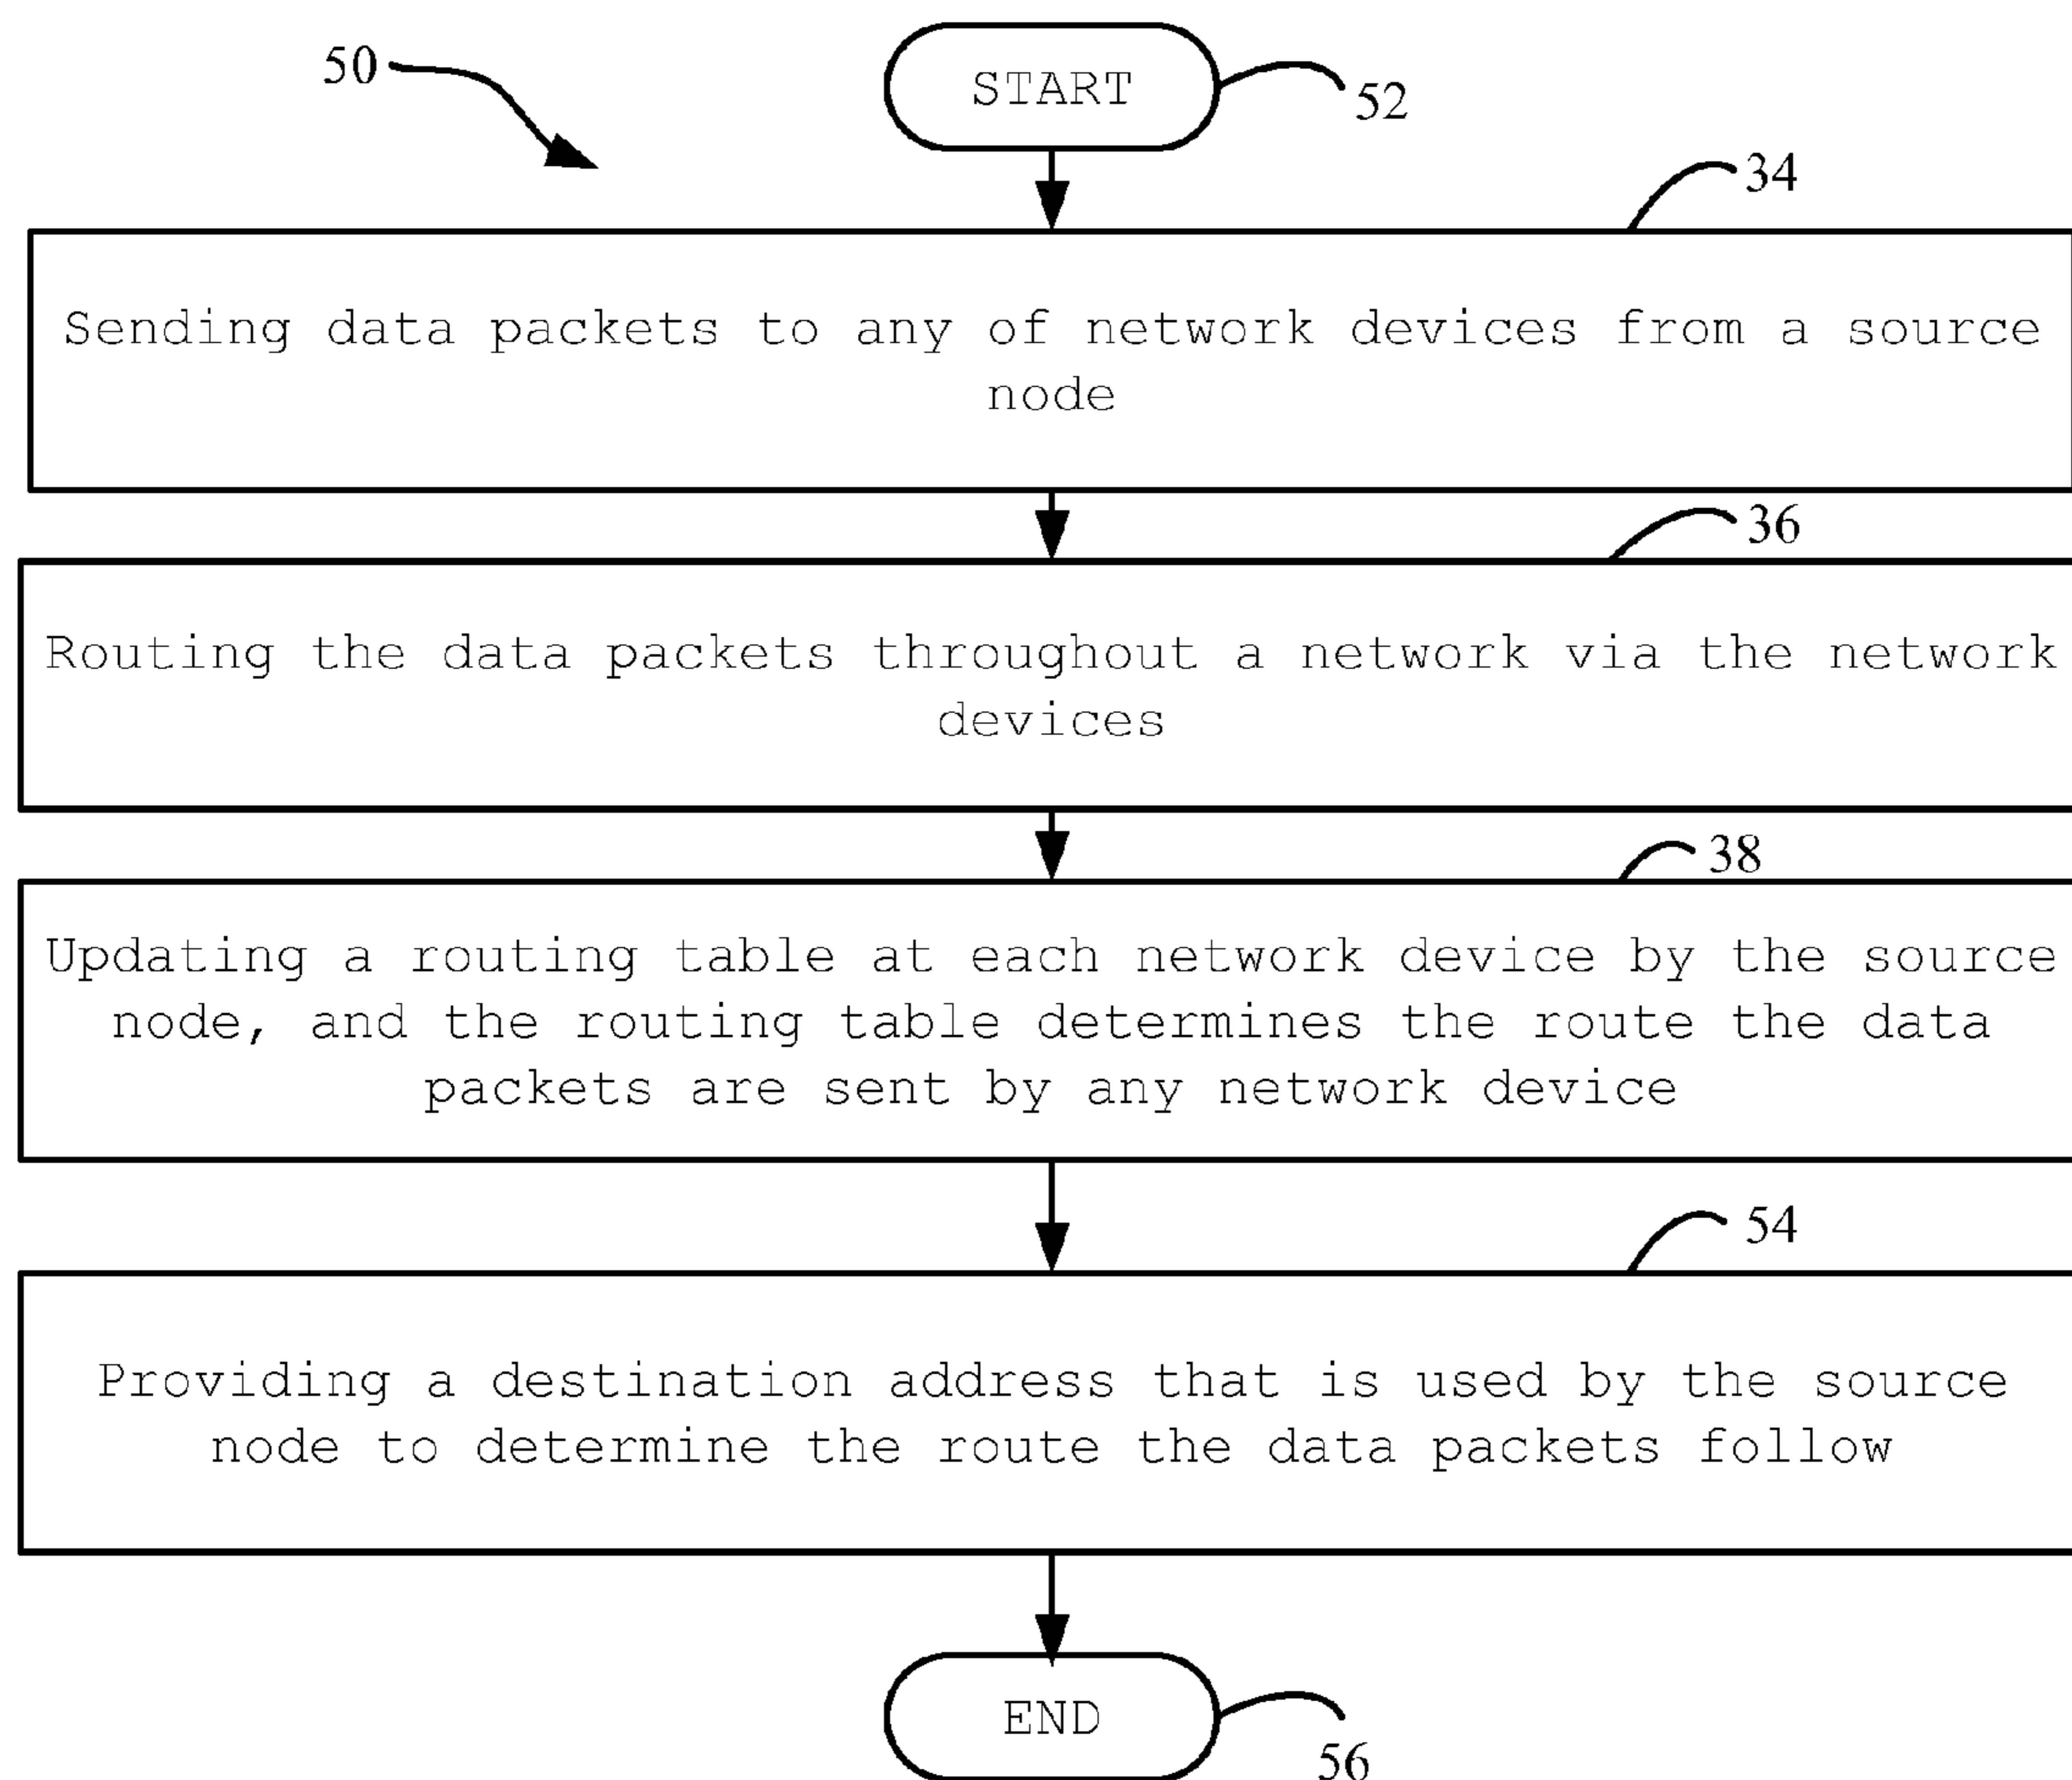 50
START
52
34
Sending data packets to any of network devices from a source
node
36
Routing the data packets throughout a network via the network
devices
38
Updating a routing table at each network device by the source
node, and the routing table determines the route the data
packets are sent by any network device
54
Providing a destination address that is used by the source
node to determine the route the data packets follow
END
56